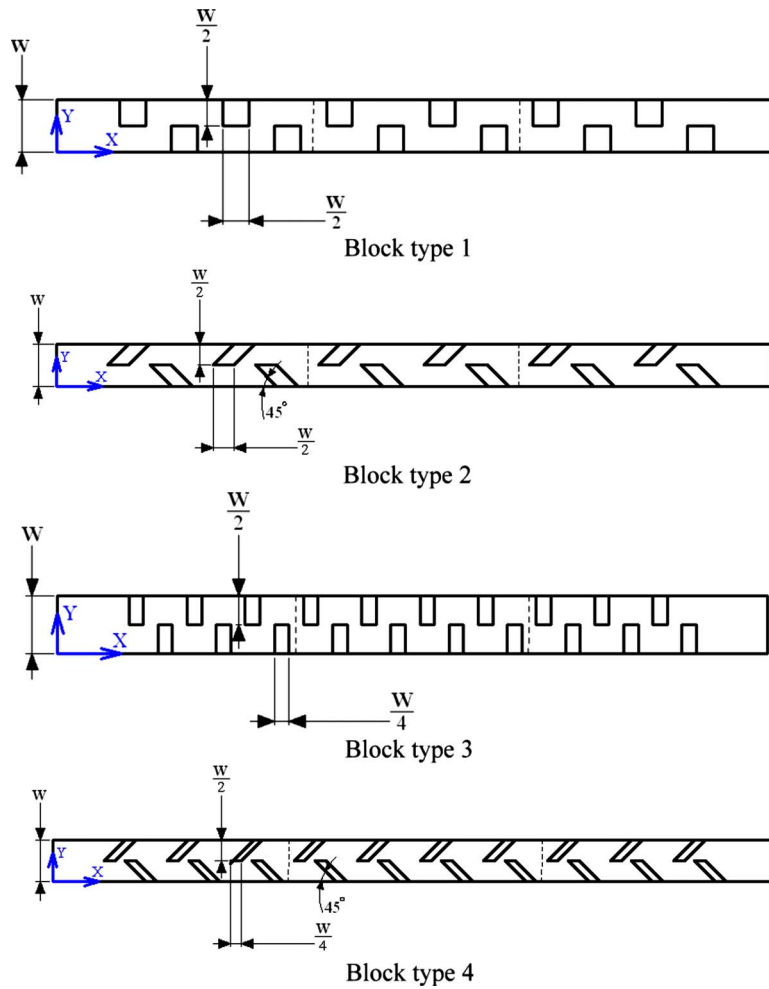 W
W/2
Y
X
W/2
Block type 1
W
W/2
Y
X
45°
W/2
Block type 2
W
W/2
Y
X
W/4
Block type 3
W
W/2
Y
X
45°
W/4
Block type 4